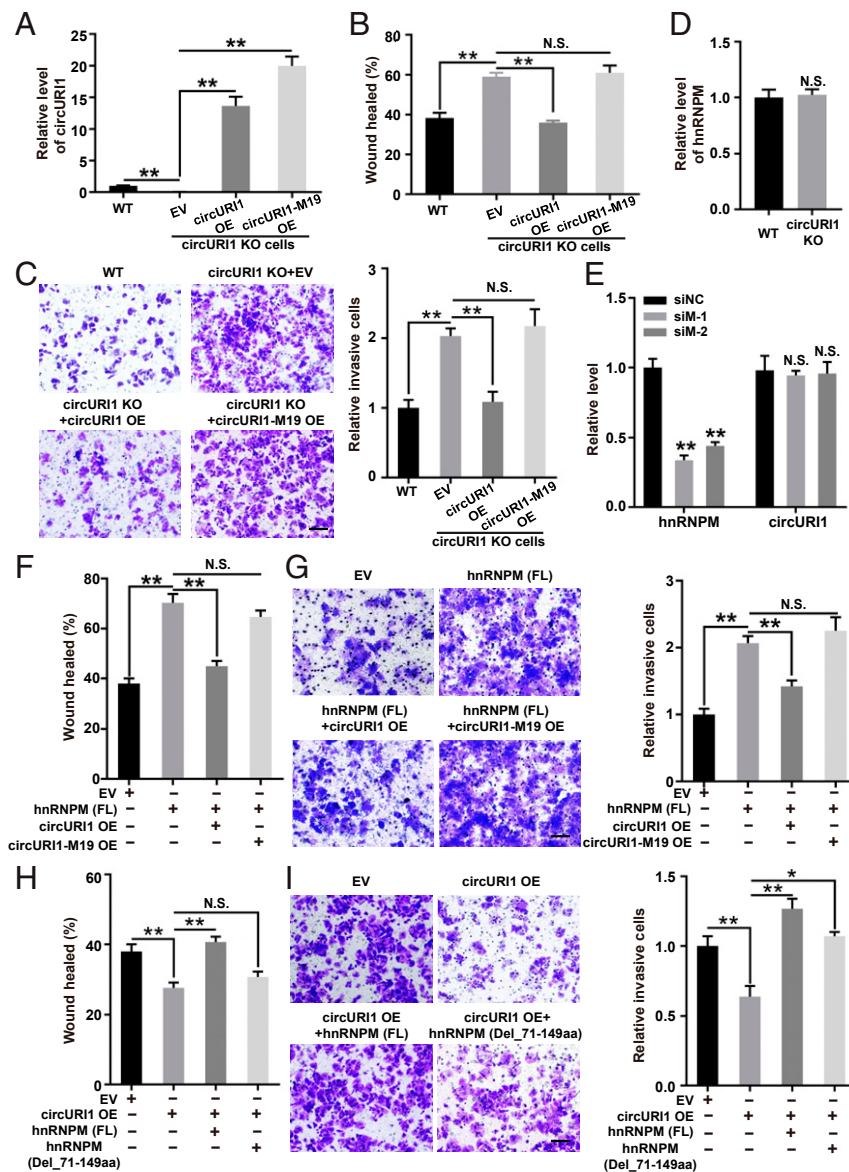 A
Relative level
of circURI1
25
20
15
10
5
0
**
**
**
WT
EV
circURI1
OE
circURI1-M19
OE
circURI1 KO cells
B
Wound healed (%)
80
60
40
20
0
N.S.
**
**
WT
EV
circURI1
OE
circURI1-M19
OE
circURI1 KO cells
D
Relative level
of hnRNPM
1.5
1.0
0.5
0.0
N.S.
WT
circURI1
KO
C
WT
circURI1 KO+EV
circURI1 KO
+circURI1 OE
circURI1 KO
+circURI1-M19 OE
Relative invasive cells
3
2
1
0
N.S.
**
**
WT
EV
circURI1
OE
circURI1-M19
OE
circURI1 KO cells
E
siNC
siM-1
siM-2
Relative level
1.5
1.0
0.5
0.0
**
**
N.S.
N.S.
hnRNPM
circURI1
F
Wound healed (%)
80
60
40
20
0
N.S.
**
**
EV + − − −
hnRNPM (FL) − + + +
circURI1 OE − − + −
circURI1-M19 OE − − − +
G
EV
hnRNPM (FL)
hnRNPM (FL)
+circURI1 OE
hnRNPM (FL)
+circURI1-M19 OE
Relative invasive cells
3
2
1
0
N.S.
**
**
EV + − − −
hnRNPM (FL) − + + +
circURI1 OE − − + −
circURI1-M19 OE − − − +
H
Wound healed (%)
60
40
20
0
N.S.
**
**
EV + − − −
circURI1 OE − + + +
hnRNPM (FL) − − + −
hnRNPM
(Del_71-149aa) − − − +
I
EV
circURI1 OE
circURI1 OE
+hnRNPM (FL)
circURI1 OE+
hnRNPM (Del_71-149aa)
Relative invasive cells
1.5
1.0
0.5
0.0
*
**
**
EV + − − −
circURI1 OE − + + +
hnRNPM (FL) − − + −
hnRNPM
(Del_71-149aa) − − − +